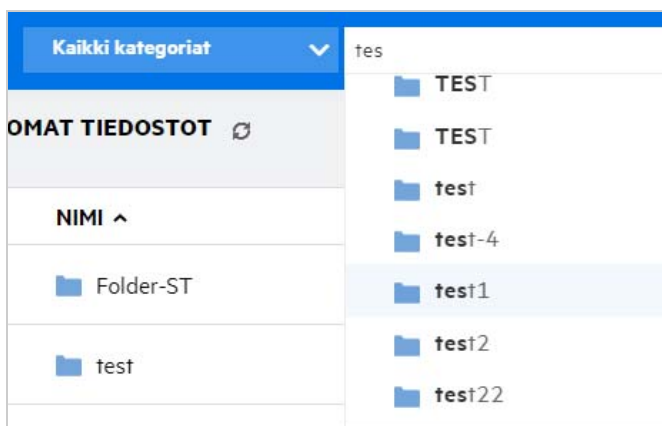 Kaikki kategoriat
tes
OMAT TIEDOSTOT
NIMI
Folder-ST
test
TEST
TEST
test
test-4
test1
test2
test22